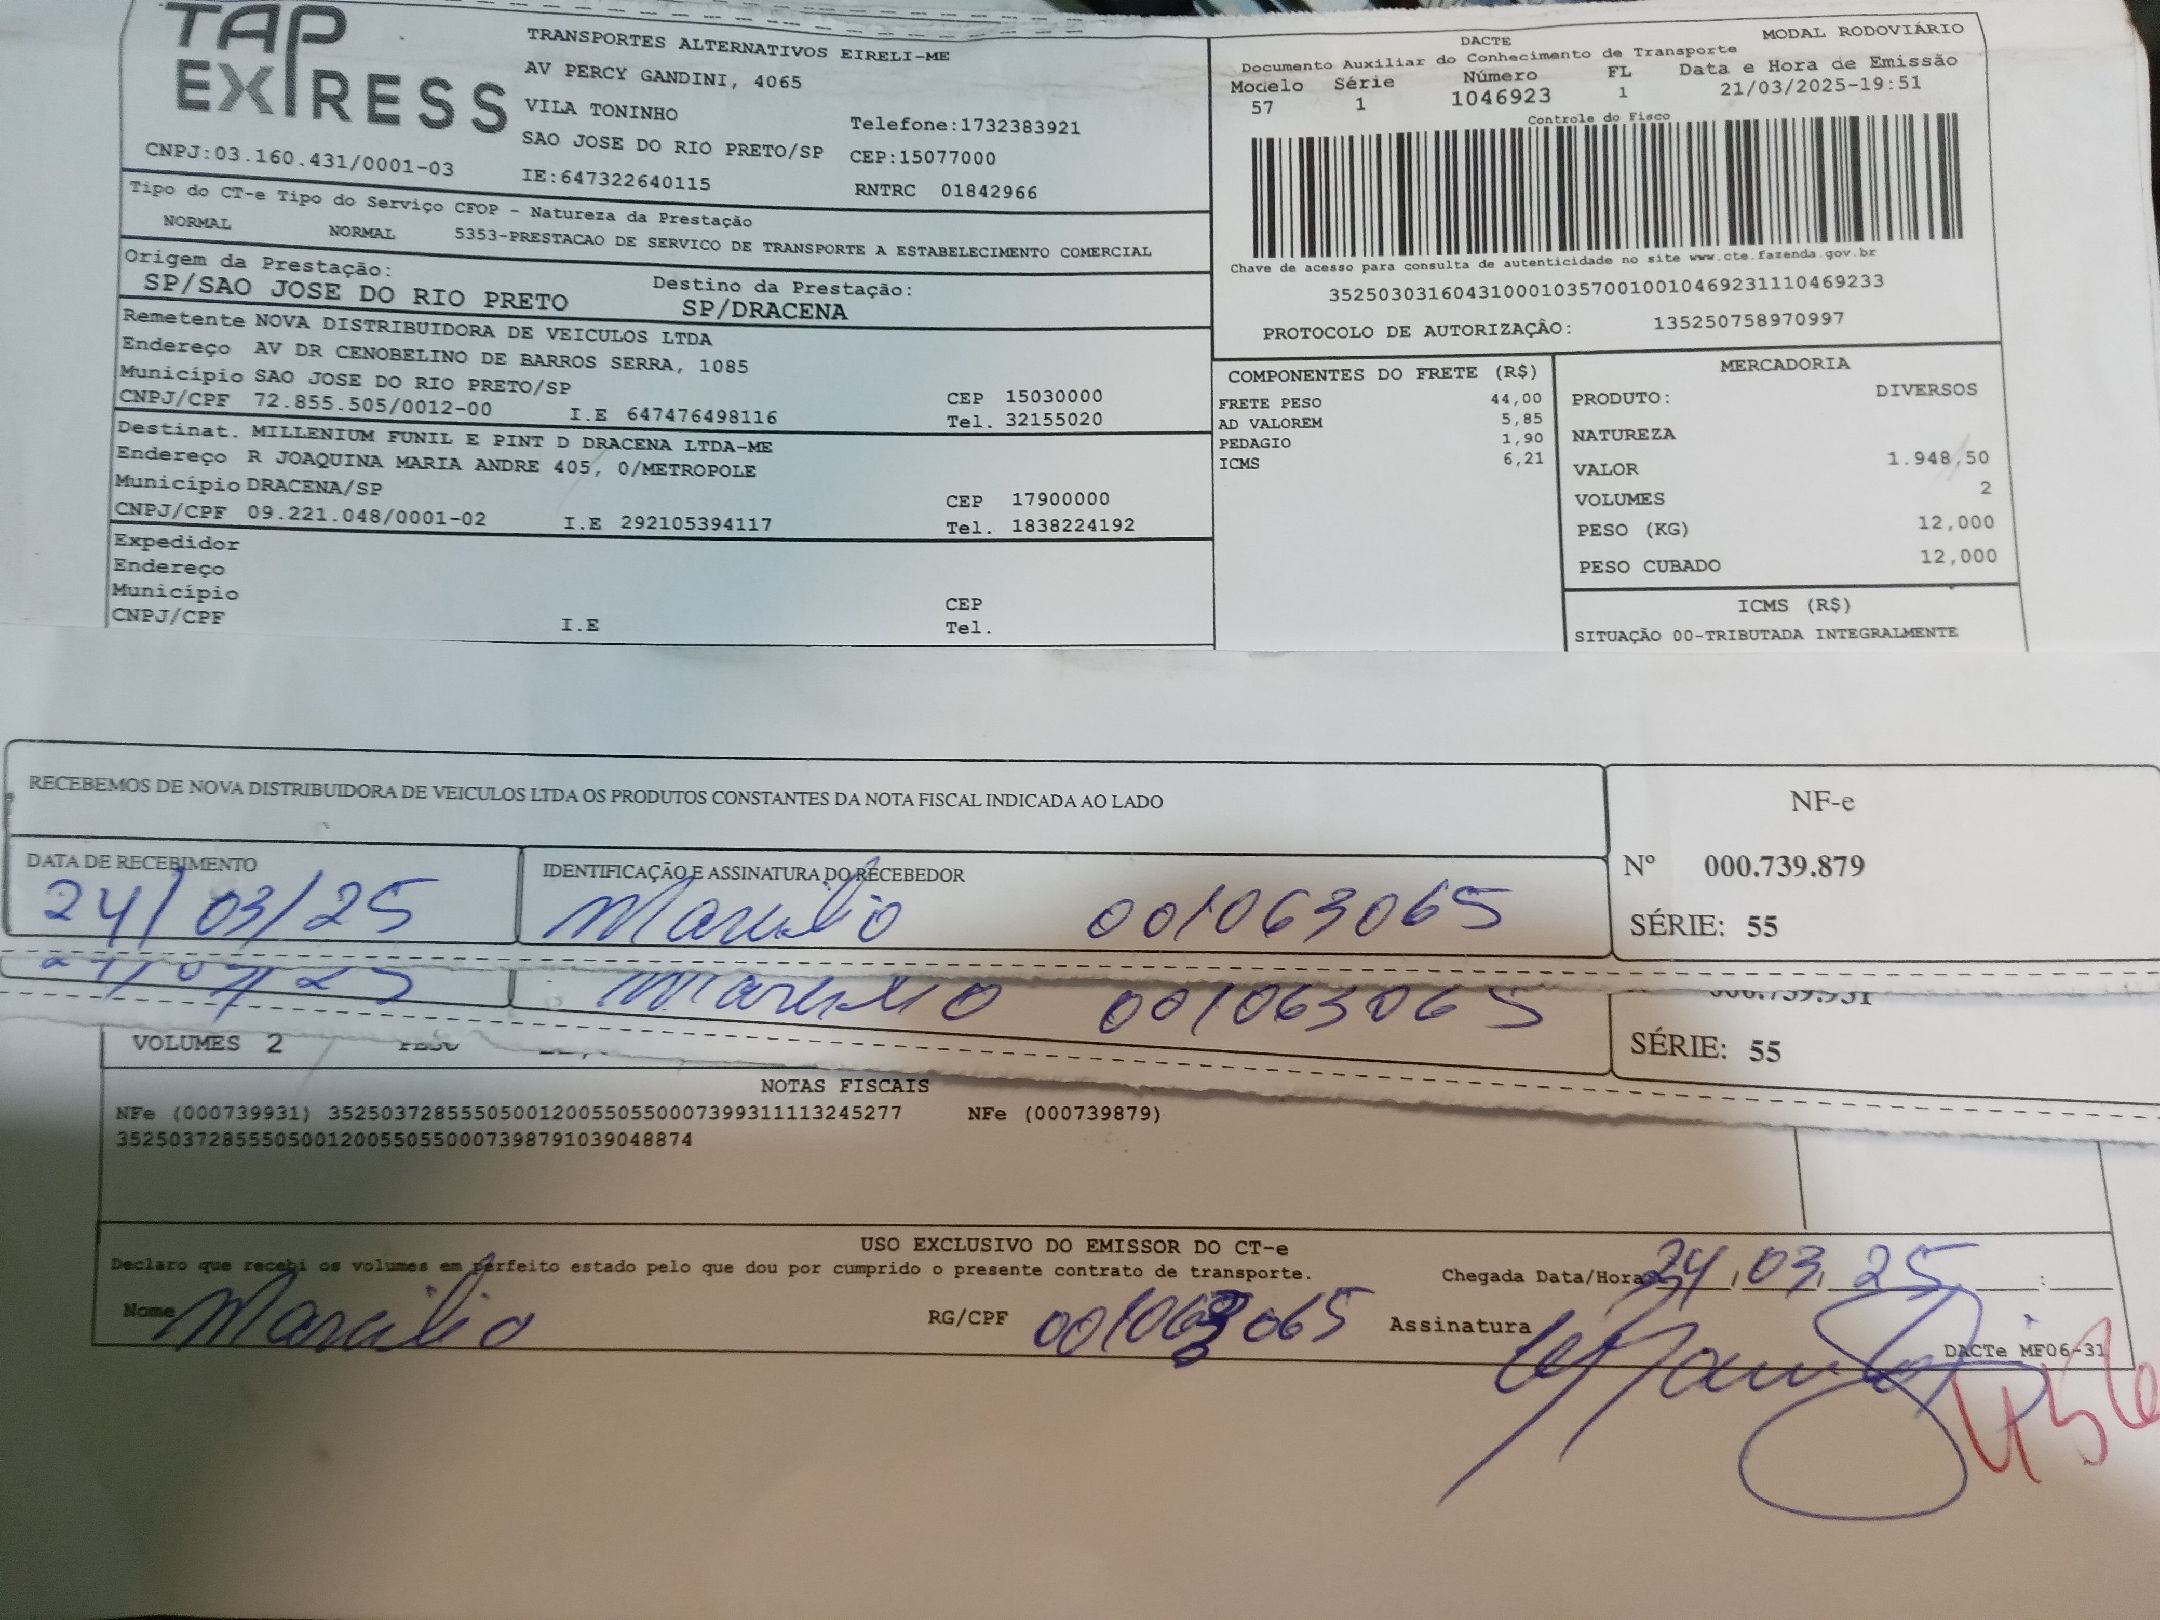 TAP EXPRESS
CNPJ:03.160.431/0001-03
TRANSPORTES ALTERNATIVOS EIRELI-ME
AV PERCY GANDINI, 4065
VILA TONINHO
Telefone:1732383921
SAO JOSE DO RIO PRETO/SP CEP:15077000
IE:647322640115 RNTRC 01842966
Tipo do CT-e Tipo do Serviço CFOP - Natureza da Prestação
NORMAL NORMAL 5353-PRESTACAO DE SERVICO DE TRANSPORTE A ESTABELECIMENTO COMERCIAL
Origem da Prestação: Destino da Prestação:
SP/SAO JOSE DO RIO PRETO SP/DRACENA
Remetente NOVA DISTRIBUIDORA DE VEICULOS LTDA
Endereço AV DR CENOBELINO DE BARROS SERRA, 1085
Município SAO JOSE DO RIO PRETO/SP CEP 15030000
CNPJ/CPF 72.855.505/0012-00 I.E 647476498116 Tel. 32155020
Destinat. MILLENIUM FUNIL E PINT D DRACENA LTDA-ME
Endereço R JOAQUINA MARIA ANDRE 405, 0/METROPOLE
Município DRACENA/SP CEP 17900000
CNPJ/CPF 09.221.048/0001-02 I.E 292105394117 Tel. 1838224192
Expedidor
Endereço
Município CEP
CNPJ/CPF I.E Tel.
DACTE MODAL RODOVIÁRIO
Documento Auxiliar do Conhecimento de Transporte
Modelo Série Número FL Data e Hora de Emissão
57 1 1046923 1 21/03/2025-19:51
Controle do Fisco
Chave de acesso para consulta de autenticidade no site www.cte.fazenda.gov.br
35250303160431000103570010010469231110469233
PROTOCOLO DE AUTORIZAÇÂO: 135250758970997
COMPONENTES DO FRETE (R$)
FRETE PESO 44,00
AD VALOREM 5,85
PEDAGIO 1,90
ICMS 6,21
MERCADORIA
PRODUTO: DIVERSOS
NATUREZA
VALOR 1.948,50
VOLUMES 2
PESO (KG) 12,000
PESO CUBADO 12,000
ICMS (R$)
SITUAÇÃO 00-TRIBUTADA INTEGRALMENTE
RECEBEMOS DE NOVA DISTRIBUIDORA DE VEICULOS LTDA OS PRODUTOS CONSTANTES DA NOTA FISCAL INDICADA AO LADO
NF-e
DATA DE RECEBIMENTO IDENTIFICAÇÃO E ASSINATURA DO RECEBEDOR
Nº 000.739.879
24/03/25 Marcilio 001063065
SÉRIE: 55
24/03/25 Marcilio 001063065
000.739.931
SÉRIE: 55
VOLUMES 2 PESO
NOTAS FISCAIS
NFe (000739931) 35250372855505001200550550007399311113245277 NFe (000739879)
35250372855505001200550550007398791039048874
USO EXCLUSIVO DO EMISSOR DO CT-e
Declaro que recebi os volumes em perfeito estado pelo que dou por cumprido o presente contrato de transporte. Chegada Data/Hora 24/03/25 :
Nome Marcilio RG/CPF 001063065 Assinatura
DACTe MF06-31